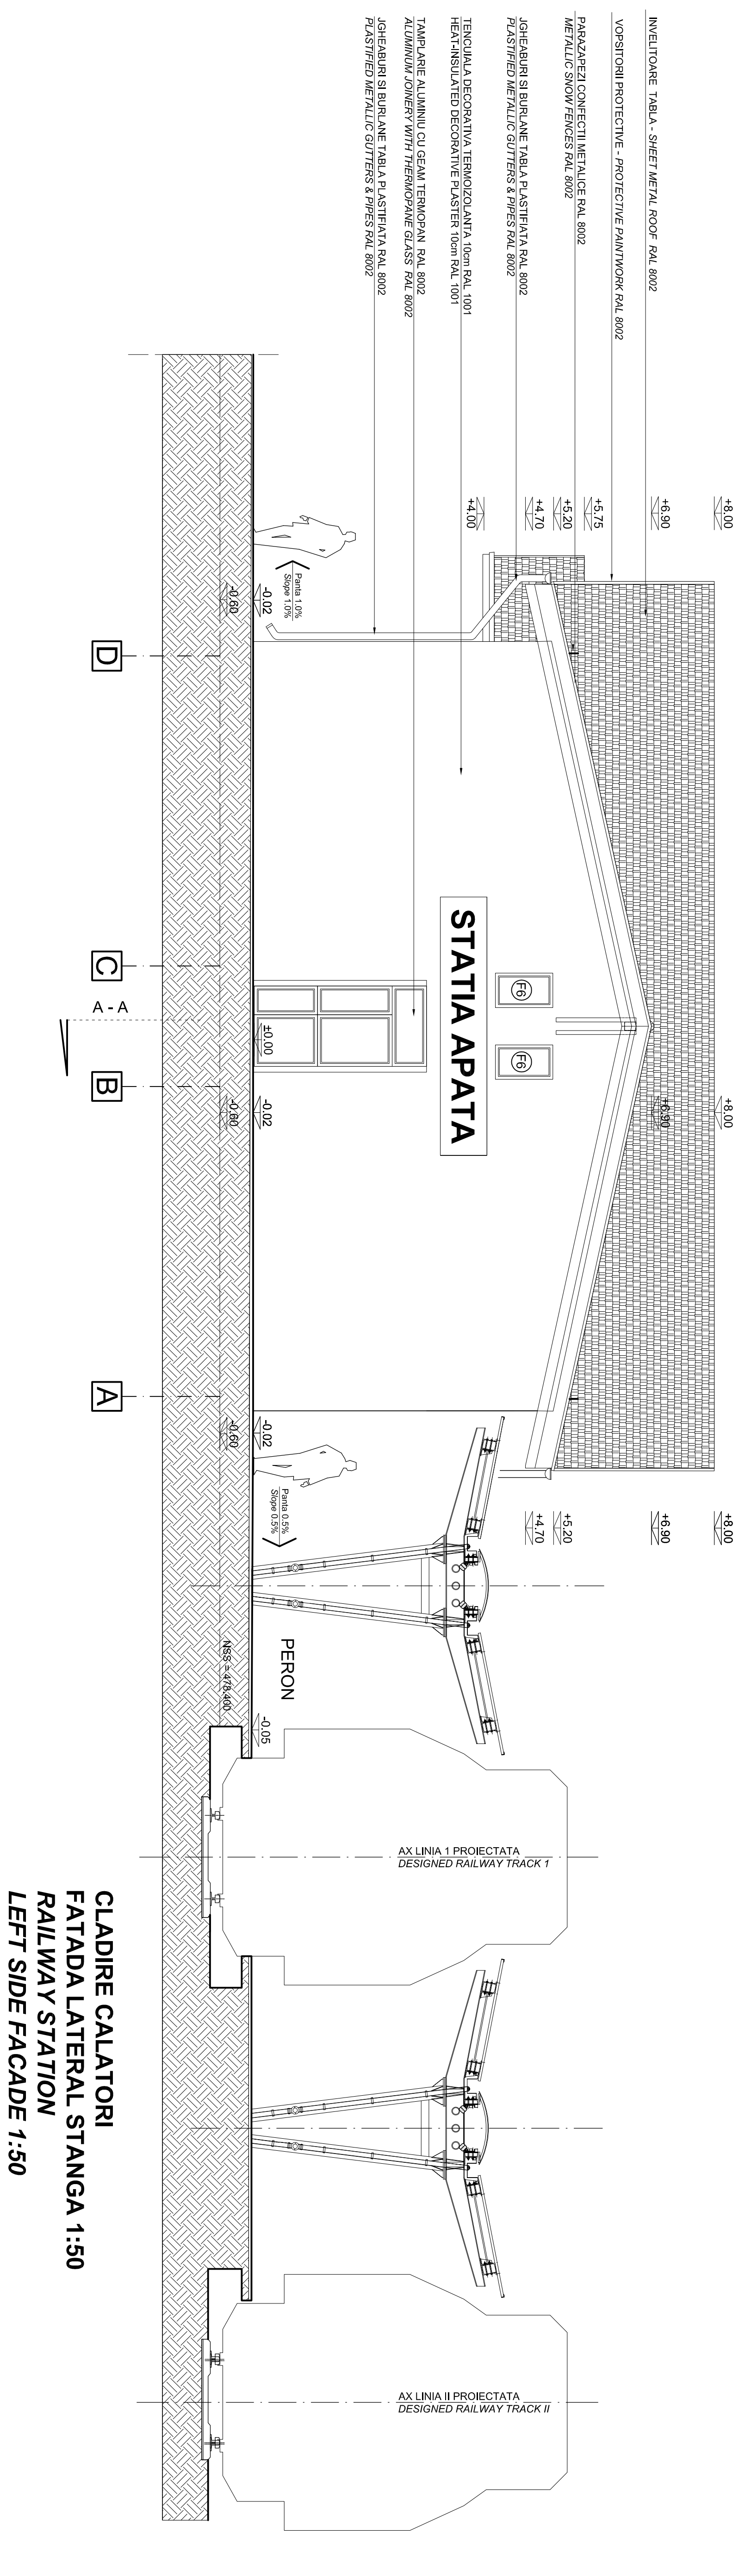 INVELITOARE TABLA - SHEET METAL ROOF RAL 8002
VOPSITORII PROTECTIVE - PROTECTIVE PAINTWORK RAL 8002
PARAZAPEZI CONFECTII METALICE RAL 8002
METALLIC SNOW FENCES RAL 8002
JGHEABURI SI BURLANE TABLA PLASTIFIATA RAL 8002
PLASTIFIED METALLIC GUTTERS & PIPES RAL 8002
TENCUIALA DECORATIVA TERMOIZOLANTA 10cm RAL 1001
HEAT-INSULATED DECORATIVE PLASTER 10cm RAL 1001
TAMPLARIE ALUMINIU CU GEAM TERMOPAN RAL 8002
ALUMINUM JOINERY WITH THERMOPANE GLASS RAL 8002
JGHEABURI SI BURLANE TABLA PLASTIFIATA RAL 8002
PLASTIFIED METALLIC GUTTERS & PIPES RAL 8002
+8.00
+6.90
+5.75
+5.20
+4.70
+4.00
Panta 1.0%
Slope 1.0%
-0.02
-0.60
D
STATIA APATA
F6
F6
C
A - A
±0.00
B
+8.00
+6.90
-0.02
-0.60
A
-0.02
-0.60
+8.00
+6.90
+5.20
+4.70
Panta 0.5%
Slope 0.5%
PERON
NSS = 478.400
-0.05
AX LINIA 1 PROIECTATA
DESIGNED RAILWAY TRACK 1
AX LINIA II PROIECTATA
DESIGNED RAILWAY TRACK II
CLADIRE CALATORI
FATADA LATERAL STANGA 1:50
RAILWAY STATION
LEFT SIDE FACADE 1:50